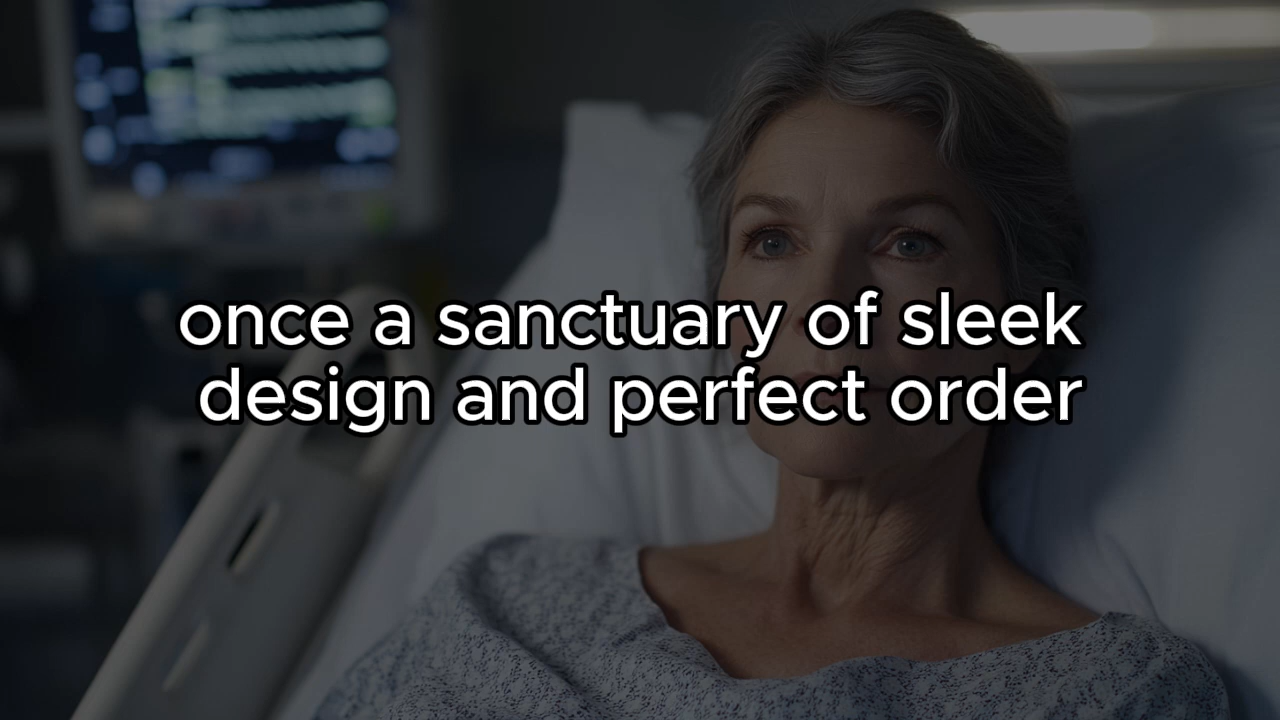 once a sanctuary of sleek
design and perfect order